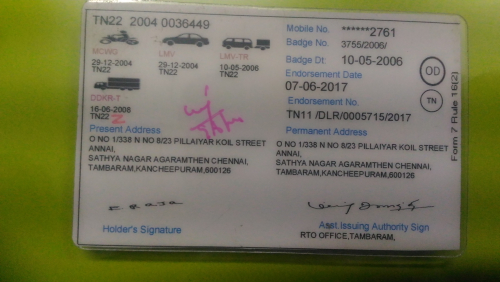 TN22 2004 0036449
Mobile No. ******2761
Badge No. 3755/2006/
MCWG LMV LMV-TR
29-12-2004 29-12-2004 10-05-2006
TN22 TN22 TN22
Badge Dt: 10-05-2006
Endorsement Date
07-06-2017
Endorsement No.
TN11 /DLR/0005715/2017
OD
TN
Form 7 Rule 16(2)
16-06-2008
TN22
Present Address
O NO 1/338 N NO 8/23 PILLAIYAR KOIL STREET
ANNAI,
SATHYA NAGAR AGARAMTHEN CHENNAI,
TAMBARAM,KANCHEEPURAM,600126
Permanent Address
O NO 1/338 N NO 8/23 PILLAIYAR KOIL STREET
ANNAI,
SATHYA NAGAR AGARAMTHEN CHENNAI,
TAMBARAM,KANCHEEPURAM,600126
Holder's Signature
Asst.Issuing Authority Sign
RTO OFFICE,TAMBARAM,